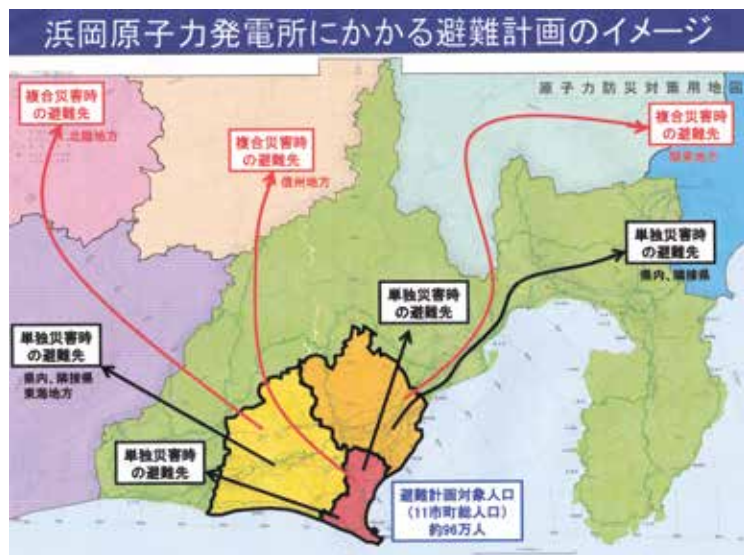 浜岡原子力発電所にかかる避難計画のイメージ
原子力防災対策用地図
複合災害時
の避難先
北陸地方
複合災害時
の避難先
信州地方
複合災害時
の避難先
関東地方
単独災害時
の避難先
県内、隣接県
単独災害時
の避難先
単独災害時
の避難先
県内、隣接県
東海地方
単独災害時
の避難先
避難計画対象人口
(11市町総人口)
約96万人